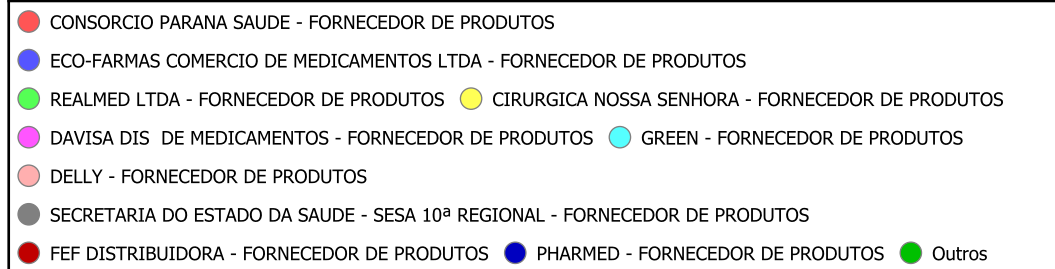 CONSORCIO PARANA SAUDE - FORNECEDOR DE PRODUTOS
ECO-FARMAS COMERCIO DE MEDICAMENTOS LTDA - FORNECEDOR DE PRODUTOS
REALMED LTDA - FORNECEDOR DE PRODUTOS CIRURGICA NOSSA SENHORA - FORNECEDOR DE PRODUTOS
DAVISA DIS  DE MEDICAMENTOS - FORNECEDOR DE PRODUTOS GREEN - FORNECEDOR DE PRODUTOS
DELLY - FORNECEDOR DE PRODUTOS
SECRETARIA DO ESTADO DA SAUDE - SESA 10ª REGIONAL - FORNECEDOR DE PRODUTOS
FEF DISTRIBUIDORA - FORNECEDOR DE PRODUTOS PHARMED - FORNECEDOR DE PRODUTOS Outros